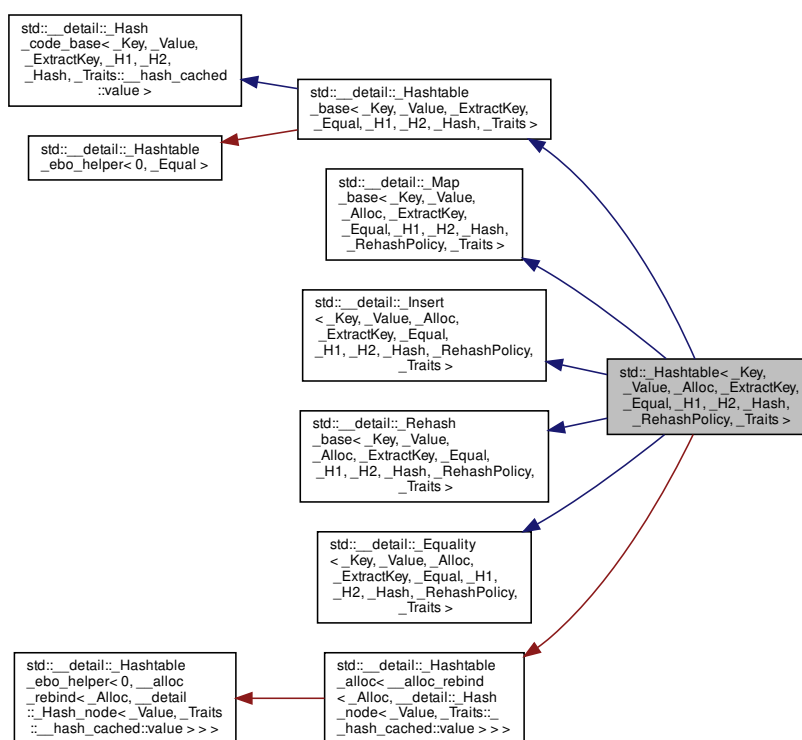 std::__detail::_Hash
_code_base< _Key, _Value,
_ExtractKey, _H1, _H2,
_Hash, _Traits::__hash_cached
::value >
std::__detail::_Hashtable
_base< _Key, _Value, _ExtractKey,
_Equal, _H1, _H2, _Hash, _Traits >
std::__detail::_Hashtable
_ebo_helper< 0, _Equal >
std::__detail::_Map
_base< _Key, _Value,
_Alloc, _ExtractKey,
_Equal, _H1, _H2, _Hash,
_RehashPolicy, _Traits >
std::__detail::_Insert
< _Key, _Value, _Alloc,
_ExtractKey, _Equal,
_H1, _H2, _Hash, _RehashPolicy,
_Traits >
std::_Hashtable< _Key,
_Value, _Alloc, _ExtractKey,
_Equal, _H1, _H2, _Hash,
_RehashPolicy, _Traits >
std::__detail::_Rehash
_base< _Key, _Value,
_Alloc, _ExtractKey, _Equal,
_H1, _H2, _Hash, _RehashPolicy,
_Traits >
std::__detail::_Equality
< _Key, _Value, _Alloc,
_ExtractKey, _Equal, _H1,
_H2, _Hash, _RehashPolicy,
_Traits >
std::__detail::_Hashtable
_ebo_helper< 0, __alloc
_rebind< _Alloc, __detail
::_Hash_node< _Value, _Traits
::__hash_cached::value > > >
std::__detail::_Hashtable
_alloc< __alloc_rebind
< _Alloc, __detail::_Hash
_node< _Value, _Traits::_
_hash_cached::value > > >